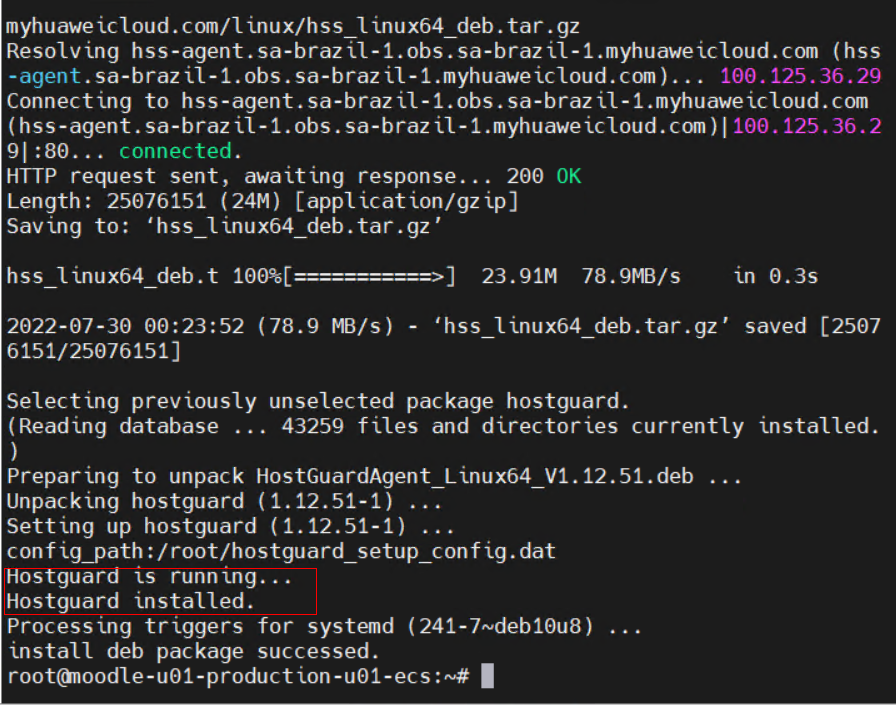 myhuaweicloud.com/linux/hss_linux64_deb.tar.gz
Resolving hss-agent.sa-brazil-1.obs.sa-brazil-1.myhuaweicloud.com (hss
-agent.sa-brazil-1.obs.sa-brazil-1.myhuaweicloud.com)... 100.125.36.29
Connecting to hss-agent.sa-brazil-1.obs.sa-brazil-1.myhuaweicloud.com
(hss-agent.sa-brazil-1.obs.sa-brazil-1.myhuaweicloud.com)|100.125.36.2
9|:80... connected.
HTTP request sent, awaiting response... 200 OK
Length: 25076151 (24M) [application/gzip]
Saving to: ‘hss_linux64_deb.tar.gz’
hss_linux64_deb.t 100%[===========>]  23.91M  78.9MB/s    in 0.3s
2022-07-30 00:23:52 (78.9 MB/s) - ‘hss_linux64_deb.tar.gz’ saved [2507
6151/25076151]
Selecting previously unselected package hostguard.
(Reading database ... 43259 files and directories currently installed.
)
Preparing to unpack HostGuardAgent_Linux64_V1.12.51.deb ...
Unpacking hostguard (1.12.51-1) ...
Setting up hostguard (1.12.51-1) ...
config_path:/root/hostguard_setup_config.dat
Hostguard is running...
Hostguard installed.
Processing triggers for systemd (241-7~deb10u8) ...
install deb package successed.
root@moodle-u01-production-u01-ecs:~#